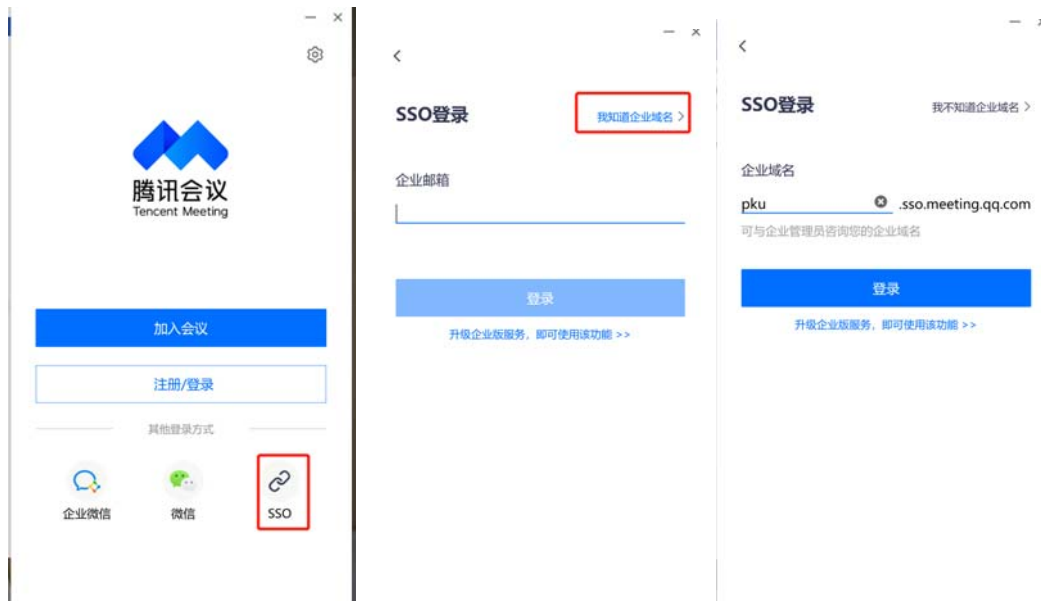 腾讯会议
Tencent Meeting
加入会议
注册/登录
其他登录方式
企业微信
微信
SSO
SSO登录
我知道企业域名 >
企业邮箱
登录
升级企业版服务，即可使用该功能 >>
SSO登录
我不知道企业域名 >
企业域名
pku .sso.meeting.qq.com
可与企业管理员咨询您的企业域名
登录
升级企业版服务，即可使用该功能 >>